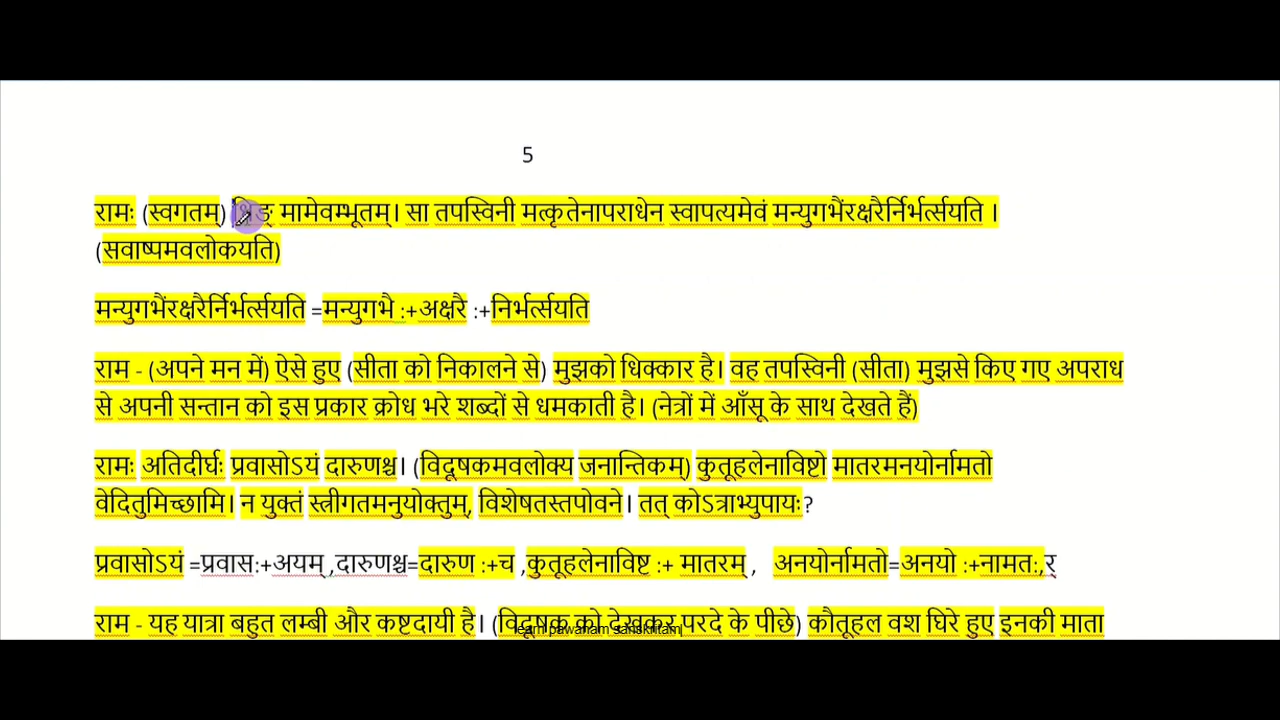 5
रामः (स्वगतम्) धिङ् मामेवम्भूतम्। सा तपस्विनी मत्कृतेनापराधेन स्वापत्यमेवं मन्युगर्भैरक्षरैर्निर्भर्त्सयति ।
(सवाष्पमवलोकयति)
मन्युगर्भैरक्षरैर्निर्भर्त्सयति =मन्युगर्भै :+अक्षरै :+निर्भर्त्सयति
राम - (अपने मन में) ऐसे हुए (सीता को निकालने से) मुझको धिक्कार है। वह तपस्विनी (सीता) मुझसे किए गए अपराध
से अपनी सन्तान को इस प्रकार क्रोध भरे शब्दों से धमकाती है। (नेत्रों में आँसू के साथ देखते हैं)
रामः अतिदीर्घः प्रवासोऽयं दारुणश्च। (विदूषकमवलोक्य जनान्तिकम्) कुतूहलेनाविष्टो मातरमनयोर्नामतो
वेदितुमिच्छामि। न युक्तं स्त्रीगतमनुयोक्तुम्, विशेषतस्तपोवने। तत् कोऽत्राभ्युपायः?
प्रवासोऽयं =प्रवास:+अयम् ,दारुणश्च=दारुण :+च ,कुतूहलेनाविष्ट :+ मातरम् , अनयोर्नामतो=अनयो :+नामत:,र्
राम - यह यात्रा बहुत लम्बी और कष्टदायी है। (विदूषक को देखकर परदे के पीछे) कौतूहल वश घिरे हुए इनकी माता
learn pawanam sanskritam